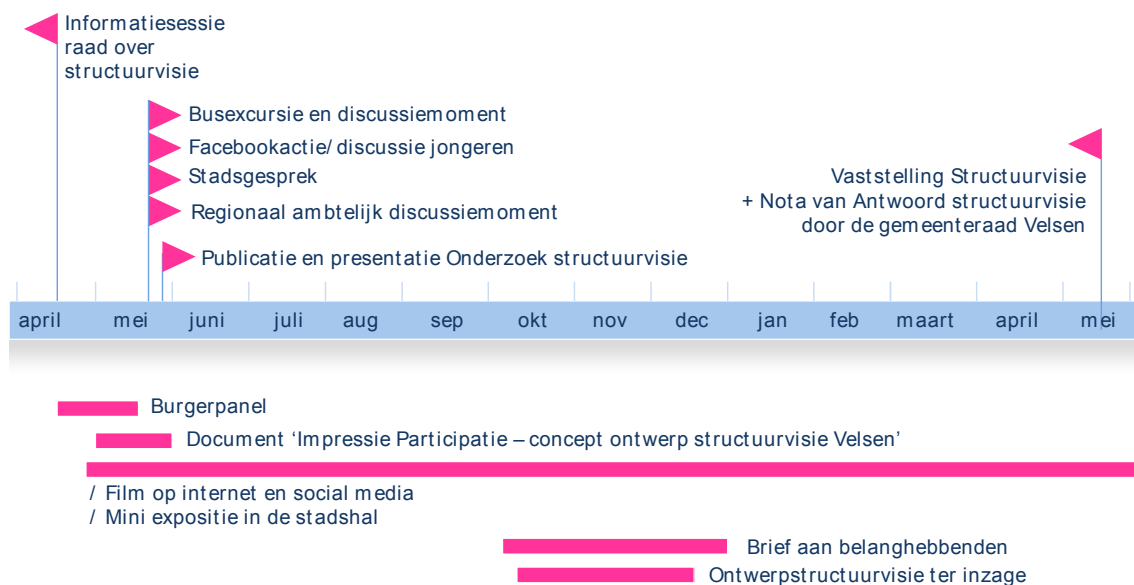 Informatiesessie
raad over
structuurvisie
Busexcursie en discussiemoment
Facebookactie/ discussie jongeren
Stadsgesprek
Regionaal ambtelijk discussiemoment
Publicatie en presentatie Onderzoek structuurvisie
Vaststelling Structuurvisie
+ Nota van Antwoord structuurvisie
door de gemeenteraad Velsen
april mei juni juli aug sep okt nov dec jan feb maart april mei
Burgerpanel
Document ‘Impressie Participatie – concept ontwerp structuurvisie Velsen’
/ Film op internet en social media
/ Mini expositie in de stadshal
Brief aan belanghebbenden
Ontwerpstructuurvisie ter inzage